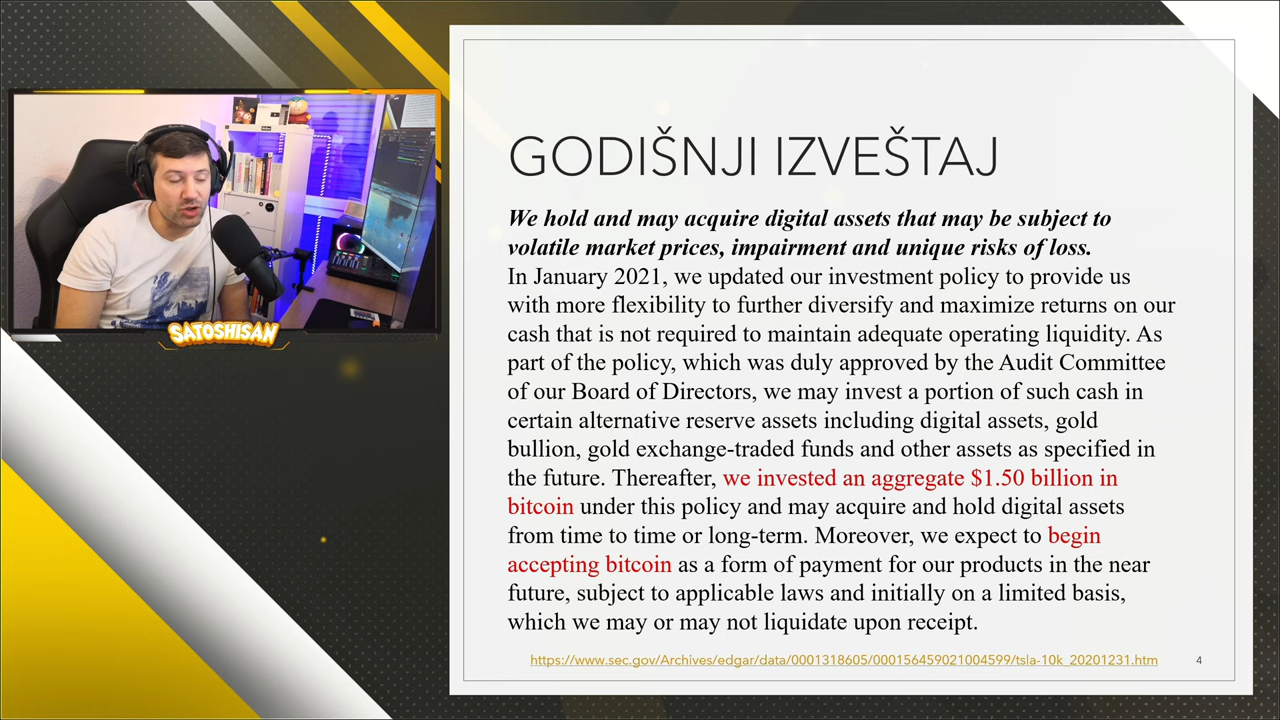 SATOSHISAN
GODIŠNJI IZVEŠTAJ
We hold and may acquire digital assets that may be subject to
volatile market prices, impairment and unique risks of loss.
In January 2021, we updated our investment policy to provide us
with more flexibility to further diversify and maximize returns on our
cash that is not required to maintain adequate operating liquidity. As
part of the policy, which was duly approved by the Audit Committee
of our Board of Directors, we may invest a portion of such cash in
certain alternative reserve assets including digital assets, gold
bullion, gold exchange-traded funds and other assets as specified in
the future. Thereafter, we invested an aggregate $1.50 billion in
bitcoin under this policy and may acquire and hold digital assets
from time to time or long-term. Moreover, we expect to begin
accepting bitcoin as a form of payment for our products in the near
future, subject to applicable laws and initially on a limited basis,
which we may or may not liquidate upon receipt.
https://www.sec.gov/Archives/edgar/data/0001318605/000156459021004599/tsla-10k_20201231.htm
4